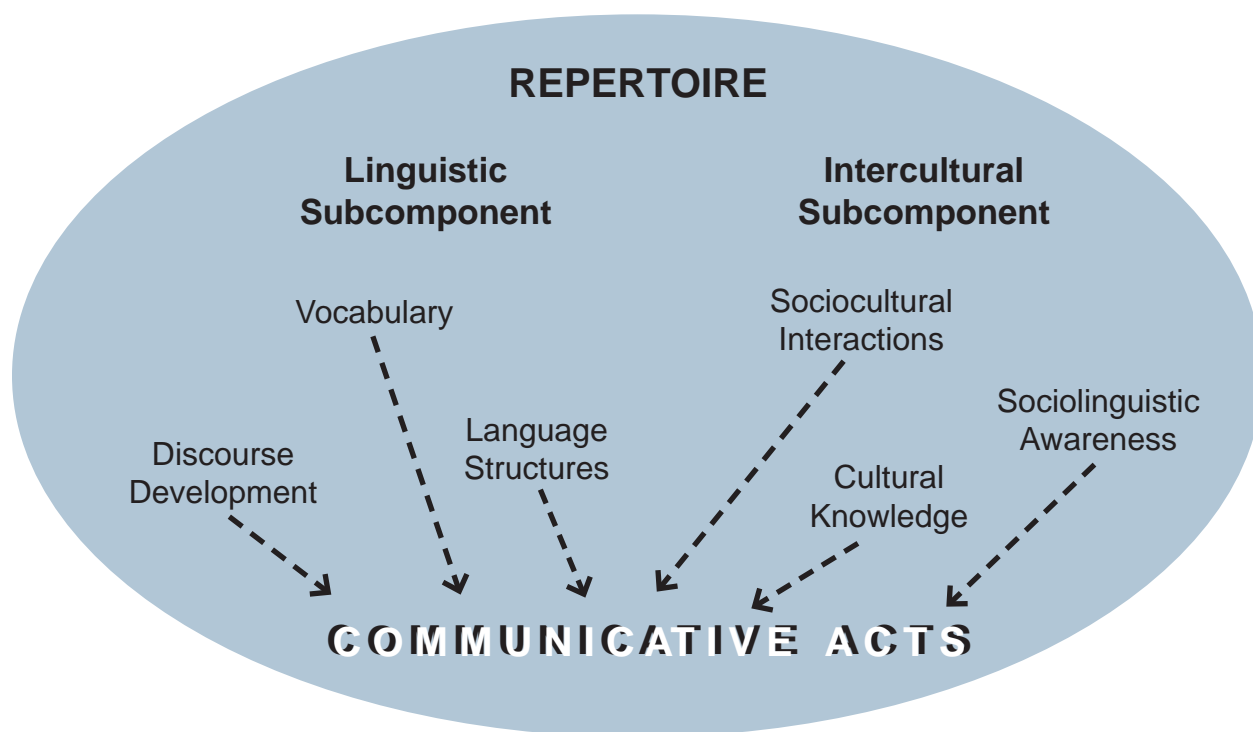 REPERTOIRE
Linguistic
Subcomponent
Intercultural
Subcomponent
Vocabulary
Sociocultural
Interactions
Discourse
Development
Language
Structures
Cultural
Knowledge
Sociolinguistic
Awareness
COMMUNICATIVE ACTS